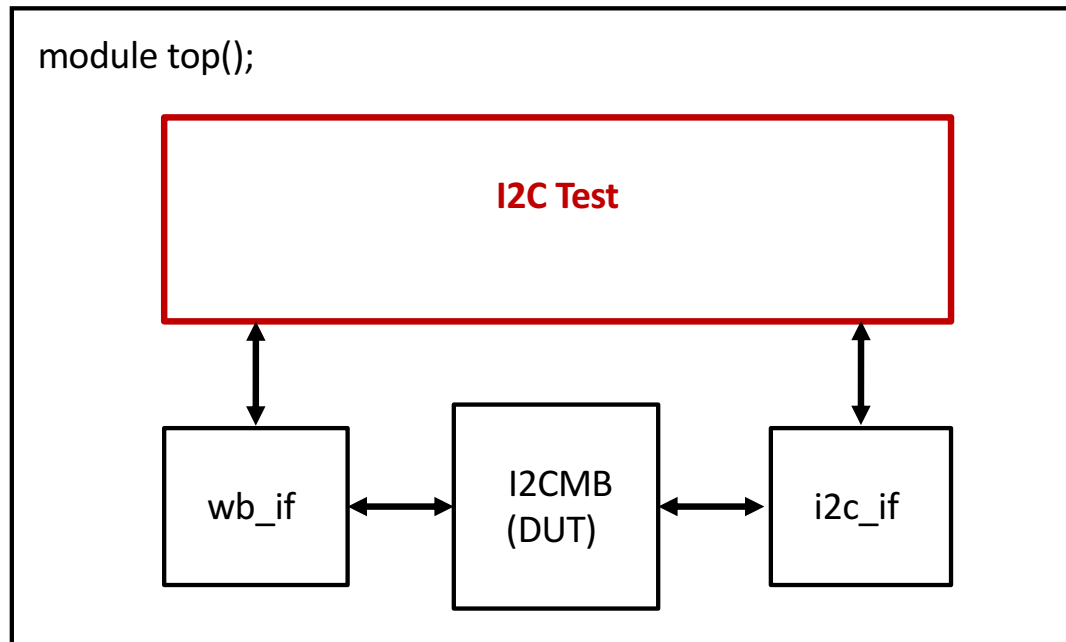 module top();
I2C Test
wb_if
I2CMB
(DUT)
i2c_if